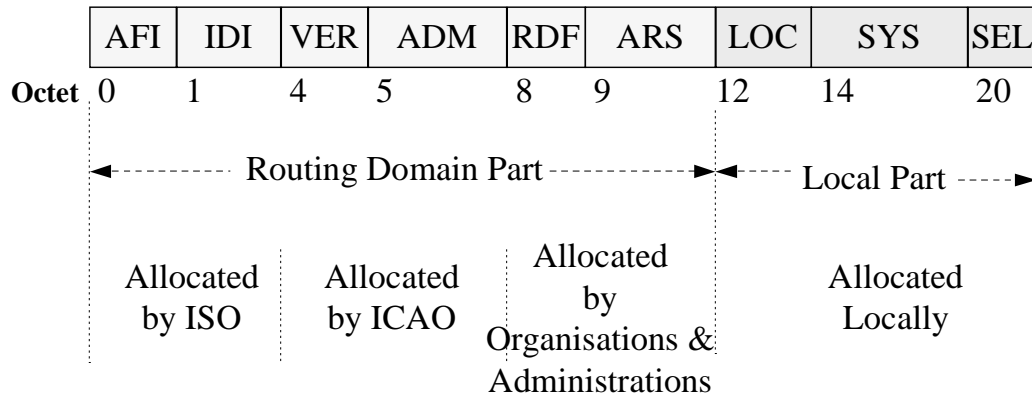 AFI IDI VER ADM RDF ARS LOC SYS SEL
Octet 0 1 4 5 8 9 12 14 20
Routing Domain Part
Local Part
Allocated
by ISO
Allocated
by ICAO
Allocated
by
Organisations &
Administrations
Allocated
Locally